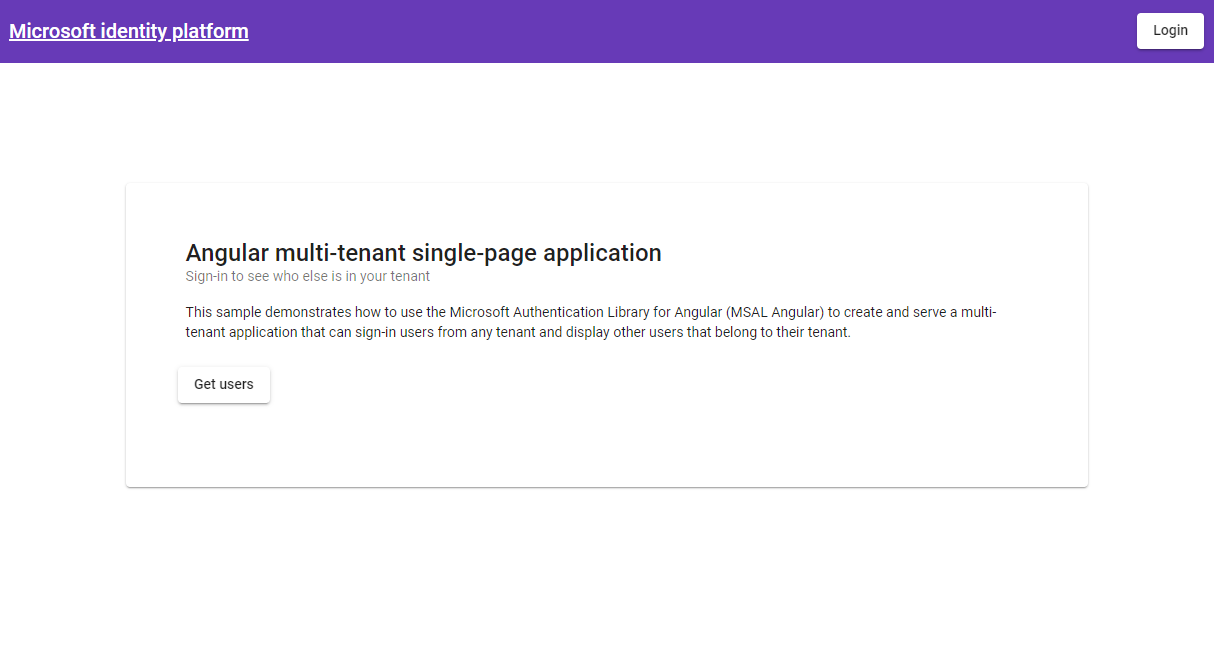 Microsoft identity platform
Login
Angular multi-tenant single-page application
Sign-in to see who else is in your tenant
This sample demonstrates how to use the Microsoft Authentication Library for Angular (MSAL Angular) to create and serve a multi-
tenant application that can sign-in users from any tenant and display other users that belong to their tenant.
Get users